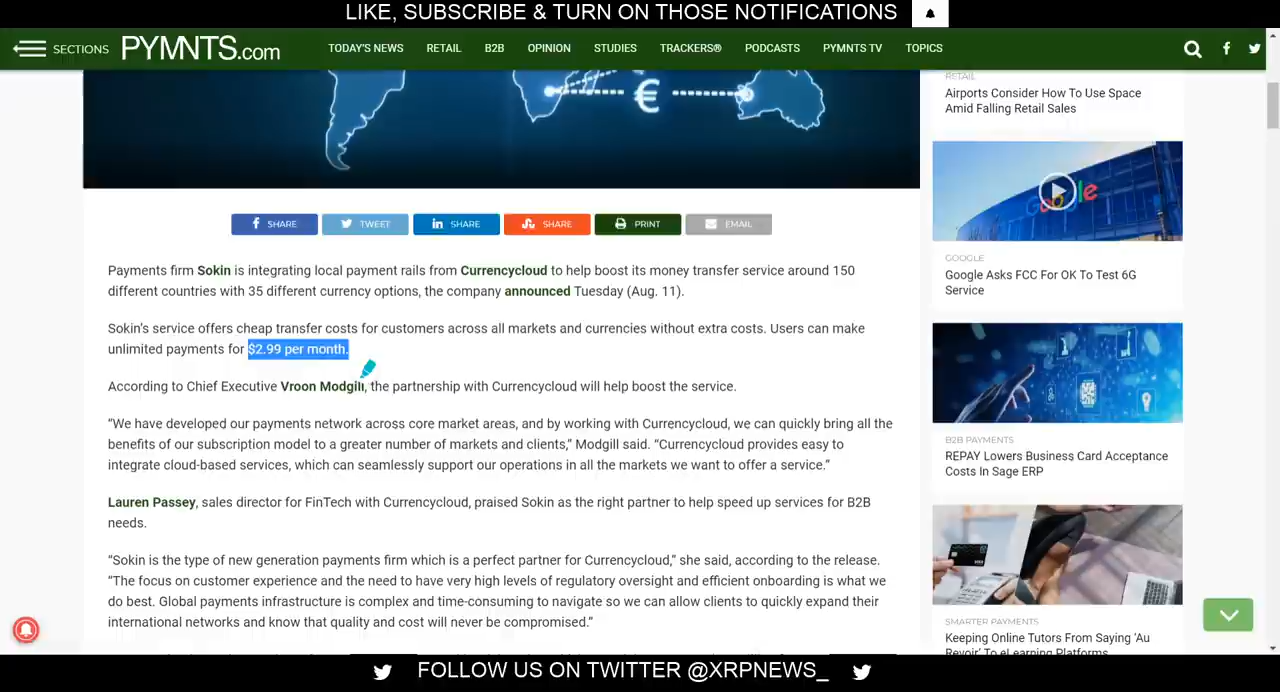 LIKE, SUBSCRIBE & TURN ON THOSE NOTIFICATIONS
SECTIONS
PYMNTS.com
TODAY'S NEWS
RETAIL
B2B
OPINION
STUDIES
TRACKERS®
PODCASTS
PYMNTS TV
TOPICS
€
SHARE
TWEET
SHARE
SHARE
PRINT
EMAIL
Payments firm Sokin is integrating local payment rails from Currencycloud to help boost its money transfer service around 150
different countries with 35 different currency options, the company announced Tuesday (Aug. 11).
Sokin's service offers cheap transfer costs for customers across all markets and currencies without extra costs. Users can make
unlimited payments for $2.99 per month.
According to Chief Executive Vroon Modgill, the partnership with Currencycloud will help boost the service.
“We have developed our payments network across core market areas, and by working with Currencycloud, we can quickly bring all the
benefits of our subscription model to a greater number of markets and clients,” Modgill said. “Currencycloud provides easy to
integrate cloud-based services, which can seamlessly support our operations in all the markets we want to offer a service.”
Lauren Passey, sales director for FinTech with Currencycloud, praised Sokin as the right partner to help speed up services for B2B
needs.
“Sokin is the type of new generation payments firm which is a perfect partner for Currencycloud,” she said, according to the release.
“The focus on customer experience and the need to have very high levels of regulatory oversight and efficient onboarding is what we
do best. Global payments infrastructure is complex and time-consuming to navigate so we can allow clients to quickly expand their
international networks and know that quality and cost will never be compromised.”
RETAIL
Airports Consider How To Use Space
Amid Falling Retail Sales
Google
GOOGLE
Google Asks FCC For OK To Test 6G
Service
B2B PAYMENTS
REPAY Lowers Business Card Acceptance
Costs In Sage ERP
SMARTER PAYMENTS
Keeping Online Tutors From Saying ‘Au
Revoir’ To eLearning Platforms
FOLLOW US ON TWITTER @XRPNEWS_